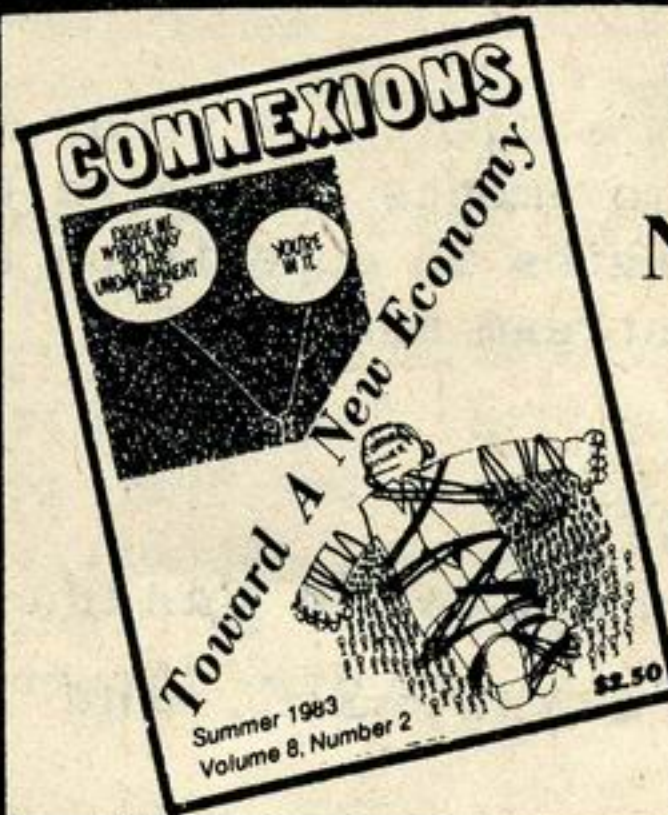 CONNEXIONS
EXCUSE ME
WHICH WAY
TO THE
UNEMPLOYMENT
LINE?
YOU'RE
IN IT.
Toward A New Economy
Summer 1983
Volume 8, Number 2
$2.50
N